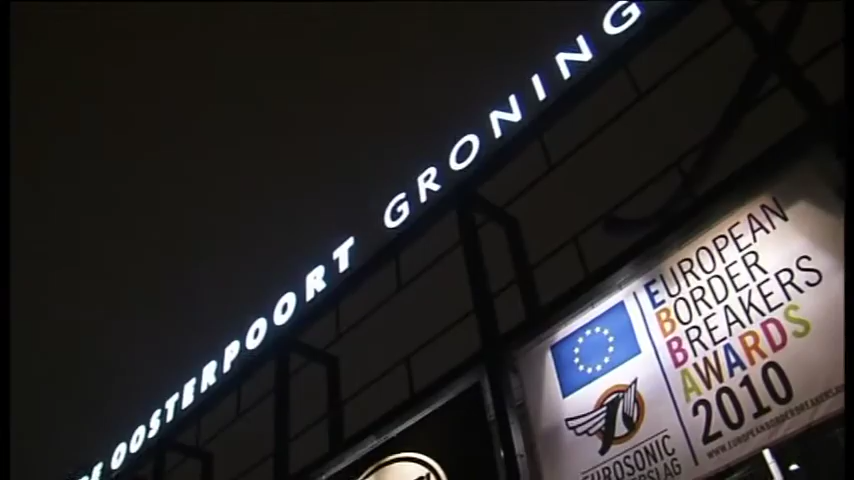 OOSTERPOORT GRONING
EUROPEAN
BORDER
BREAKERS
AWARDS
2010
EUROSONIC